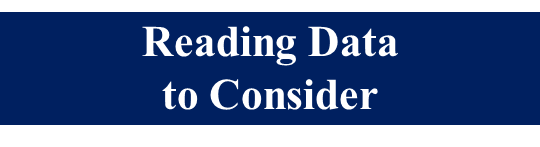 Reading Data
to Consider